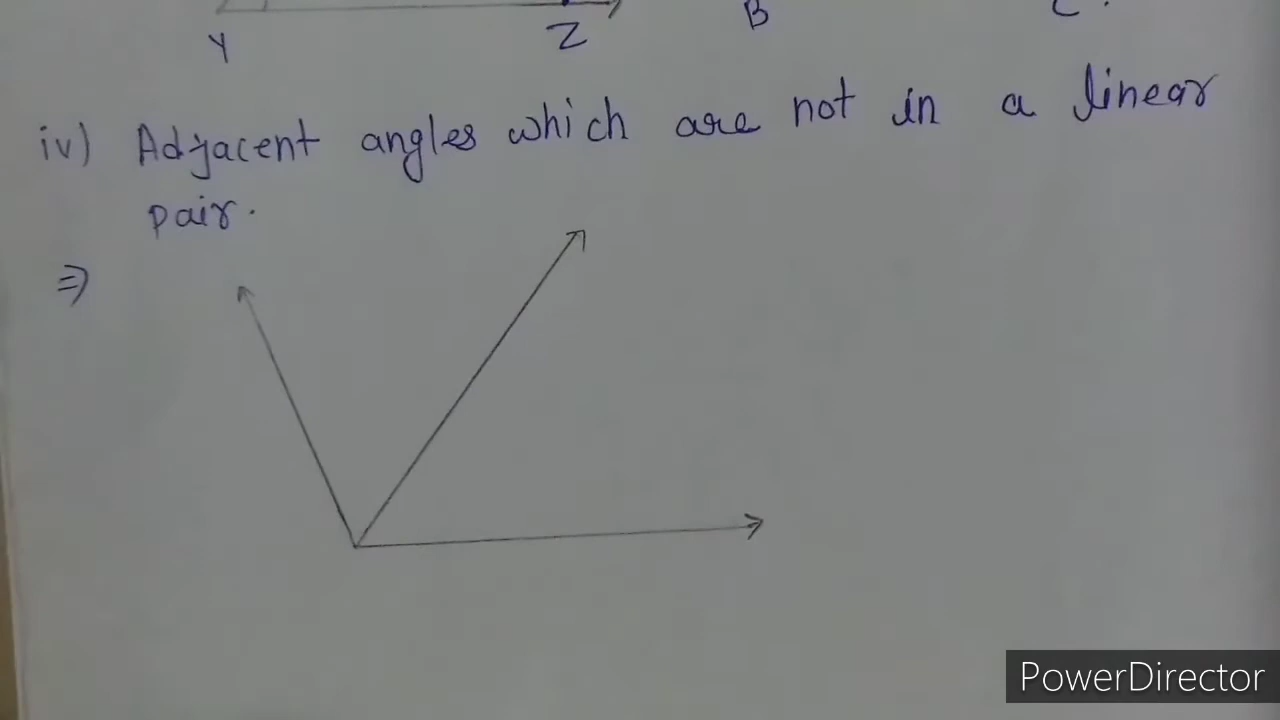 Y Z B C.
iv) Adjacent angles which are not in a linear
pair.
⇒
PowerDirector